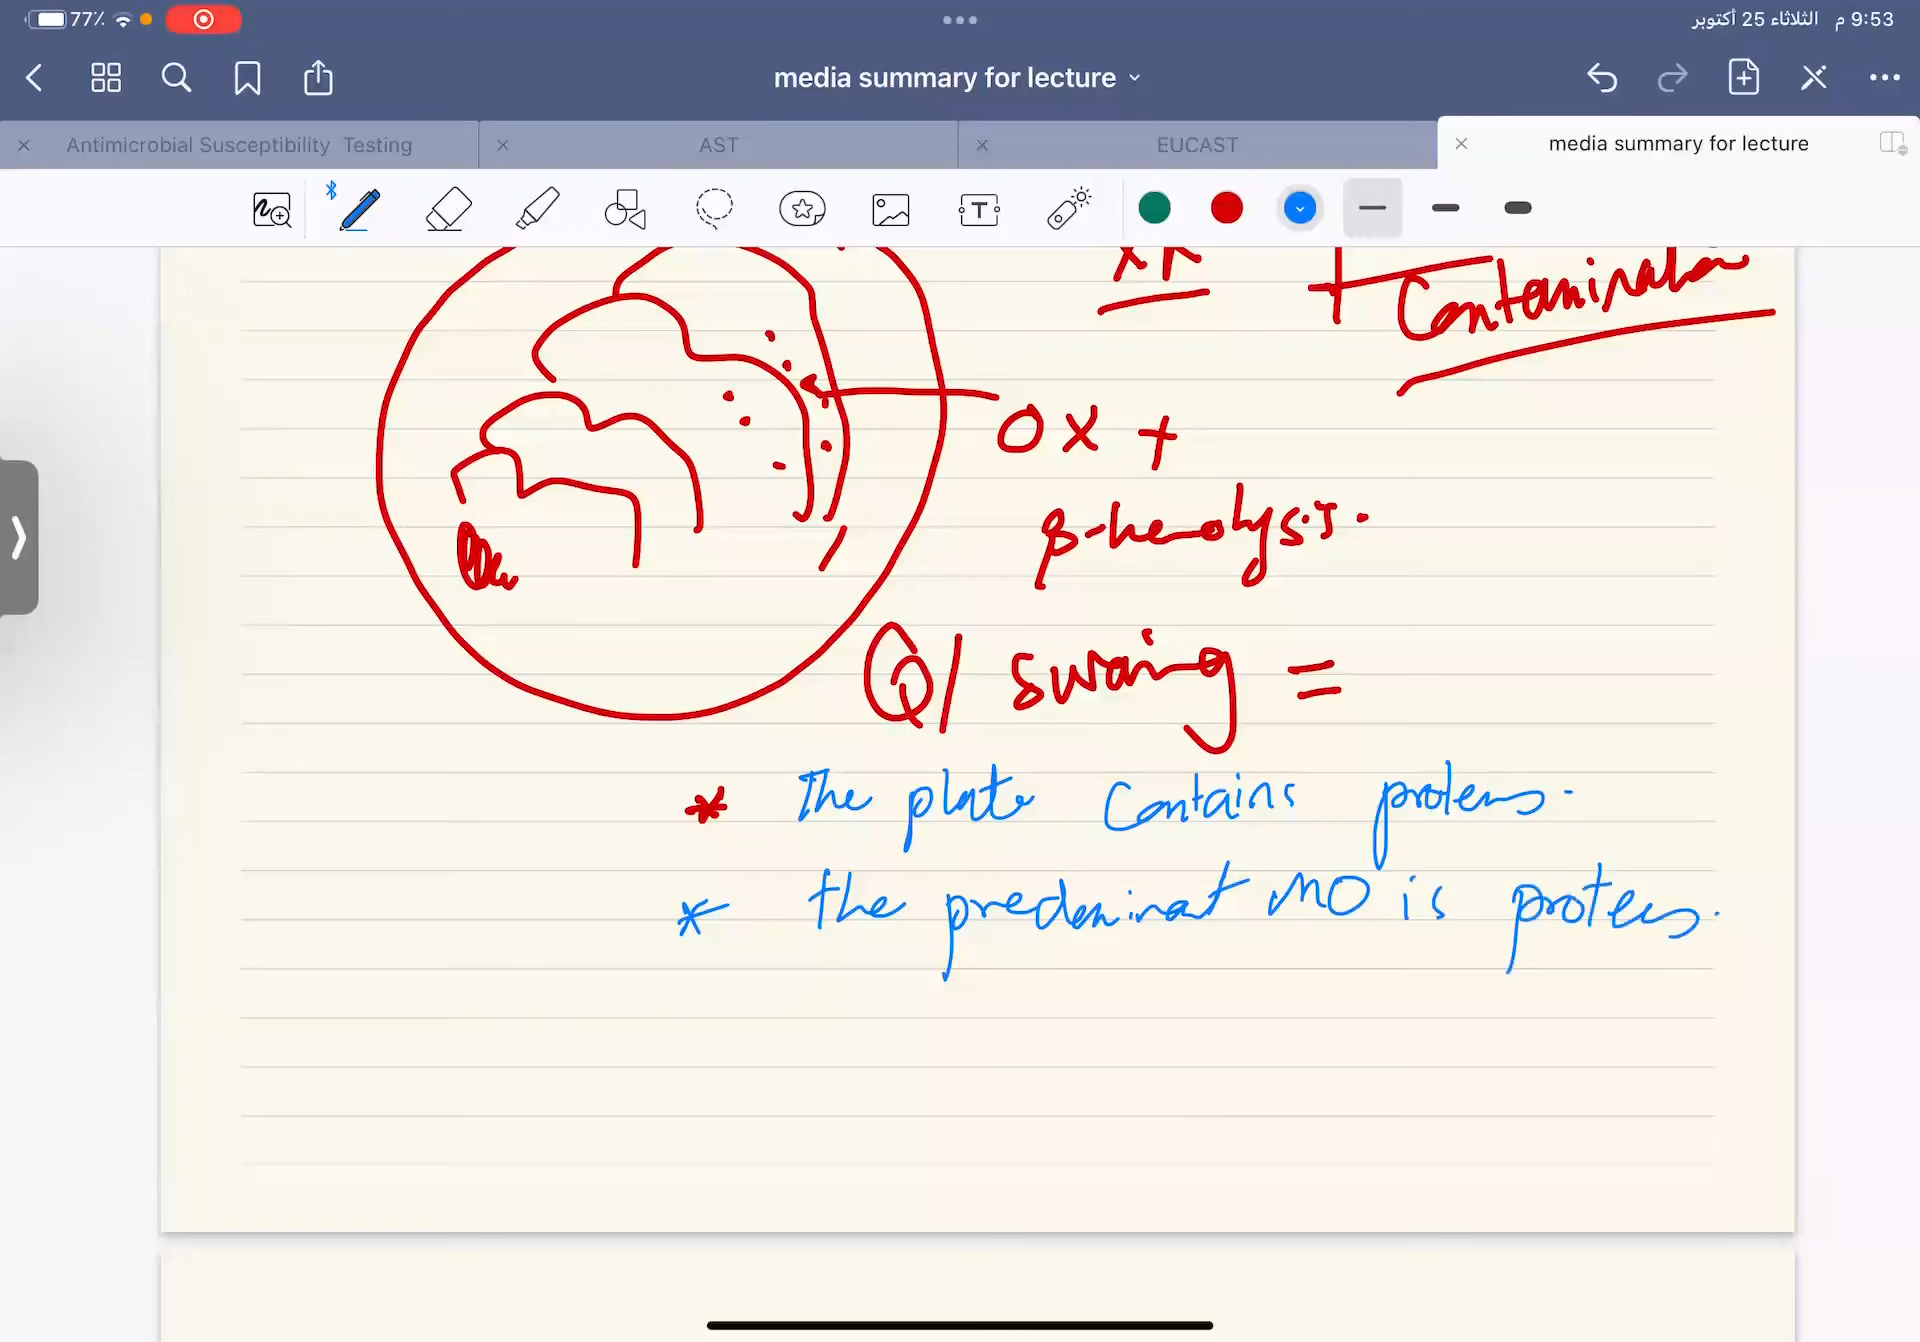 77٪
9:53 م الثلاثاء 25 أكتوبر
media summary for lecture
Antimicrobial Susceptibility Testing
AST
EUCAST
media summary for lecture
Contamination
OX +
β-hemolysis.
Q/ swarming =
* The plate contains proteus.
* the predominant MO is proteus.